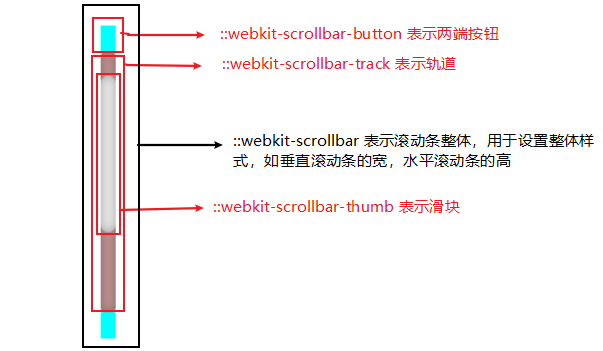 ::webkit-scrollbar-button 表示两端按钮
::webkit-scrollbar-track 表示轨道
::webkit-scrollbar 表示滚动条整体，用于设置整体样
式，如垂直滚动条的宽，水平滚动条的高
::webkit-scrollbar-thumb 表示滑块